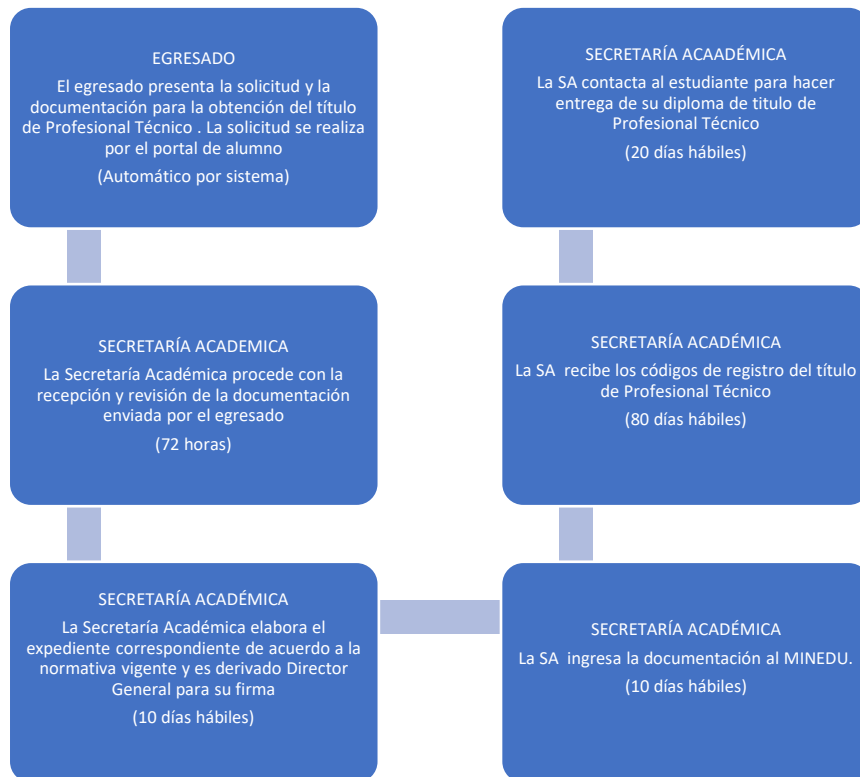 EGRESADO
El egresado presenta la solicitud y la
documentación para la obtención del título
de Profesional Técnico . La solicitud se realiza
por el portal de alumno
(Automático por sistema)
SECRETARÍA ACADEMICA
La Secretaría Académica procede con la
recepción y revisión de la documentación
enviada por el egresado
(72 horas)
SECRETARÍA ACADÉMICA
La Secretaría Académica elabora el
expediente correspondiente de acuerdo a la
normativa vigente y es derivado Director
General para su firma
(10 días hábiles)
SECRETARÍA ACADÉMICA
La SA  ingresa la documentación al MINEDU.
(10 días hábiles)
SECRETARÍA ACADÉMICA
La SA  recibe los códigos de registro del título
de Profesional Técnico
(80 días hábiles)
SECRETARÍA ACAADÉMICA
La SA contacta al estudiante para hacer
entrega de su diploma de titulo de
Profesional Técnico
(20 días hábiles)